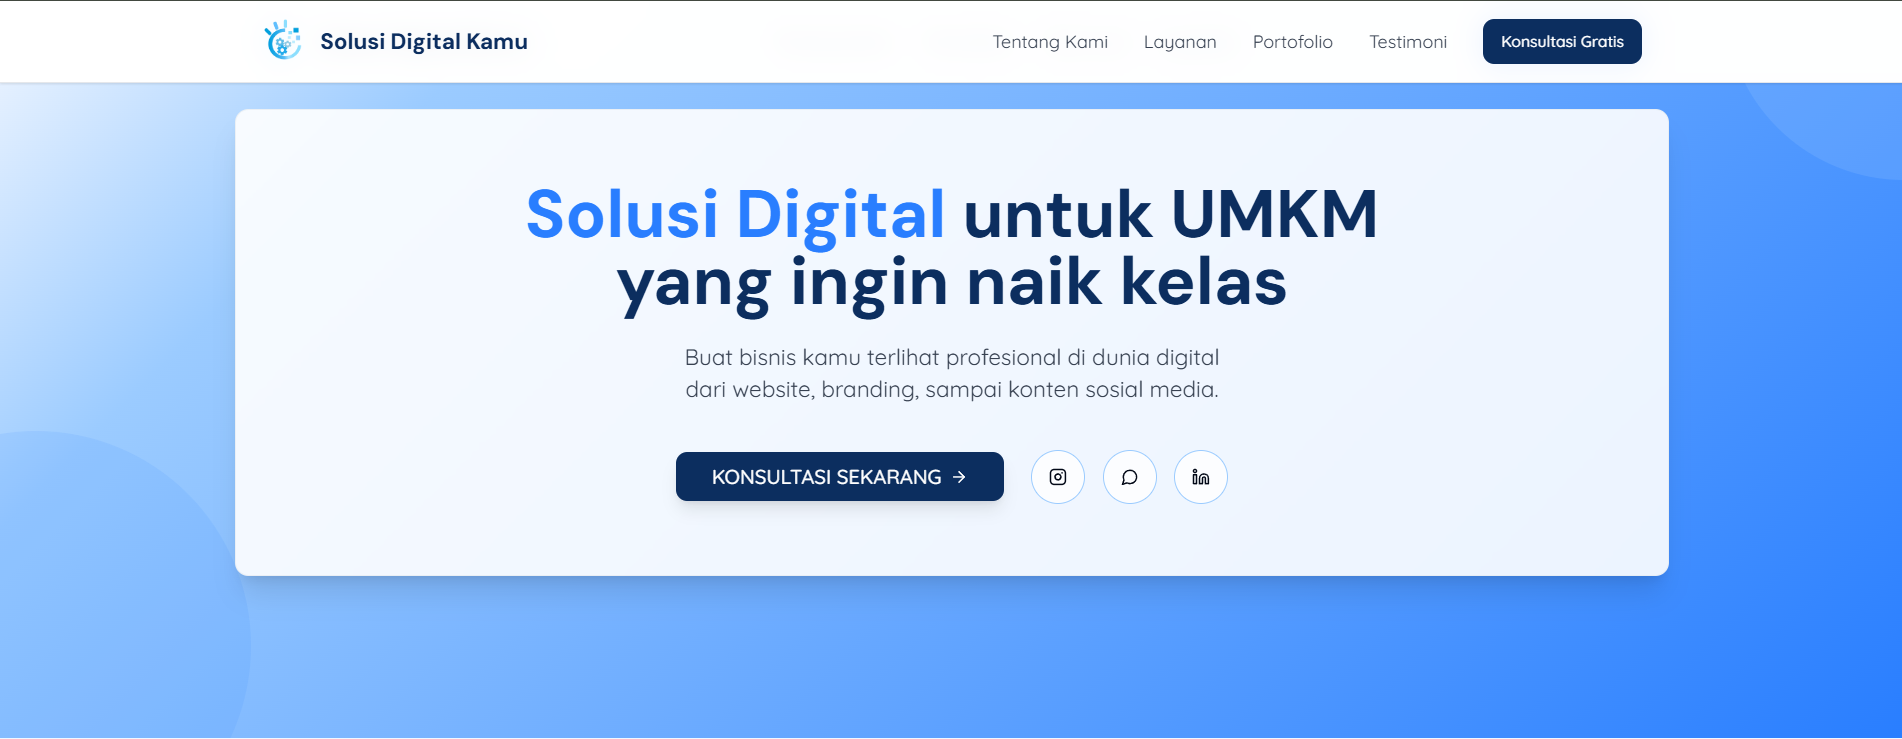 Solusi Digital Kamu
Tentang Kami
Layanan
Portofolio
Testimoni
Konsultasi Gratis
Solusi Digital untuk UMKM
yang ingin naik kelas
Buat bisnis kamu terlihat profesional di dunia digital
dari website, branding, sampai konten sosial media.
KONSULTASI SEKARANG →